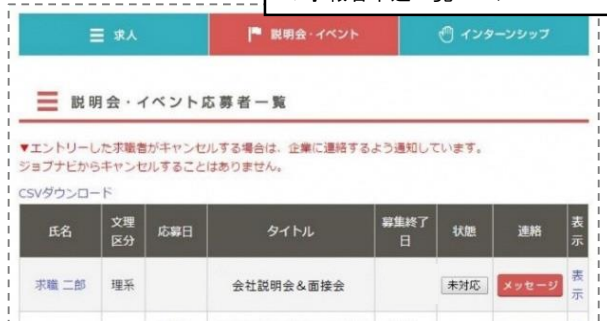 求人
説明会・イベント
インターンシップ
説明会・イベント応募者一覧
▼エントリーした求職者がキャンセルする場合は、企業に連絡するよう通知しています。
ジョブナビからキャンセルすることはありません。
CSVダウンロード
氏名 文理区分 応募日 タイトル 募集終了日 状態 連絡 表示
求職 二郎 理系 会社説明会&面接会 未対応 メッセージ 表示